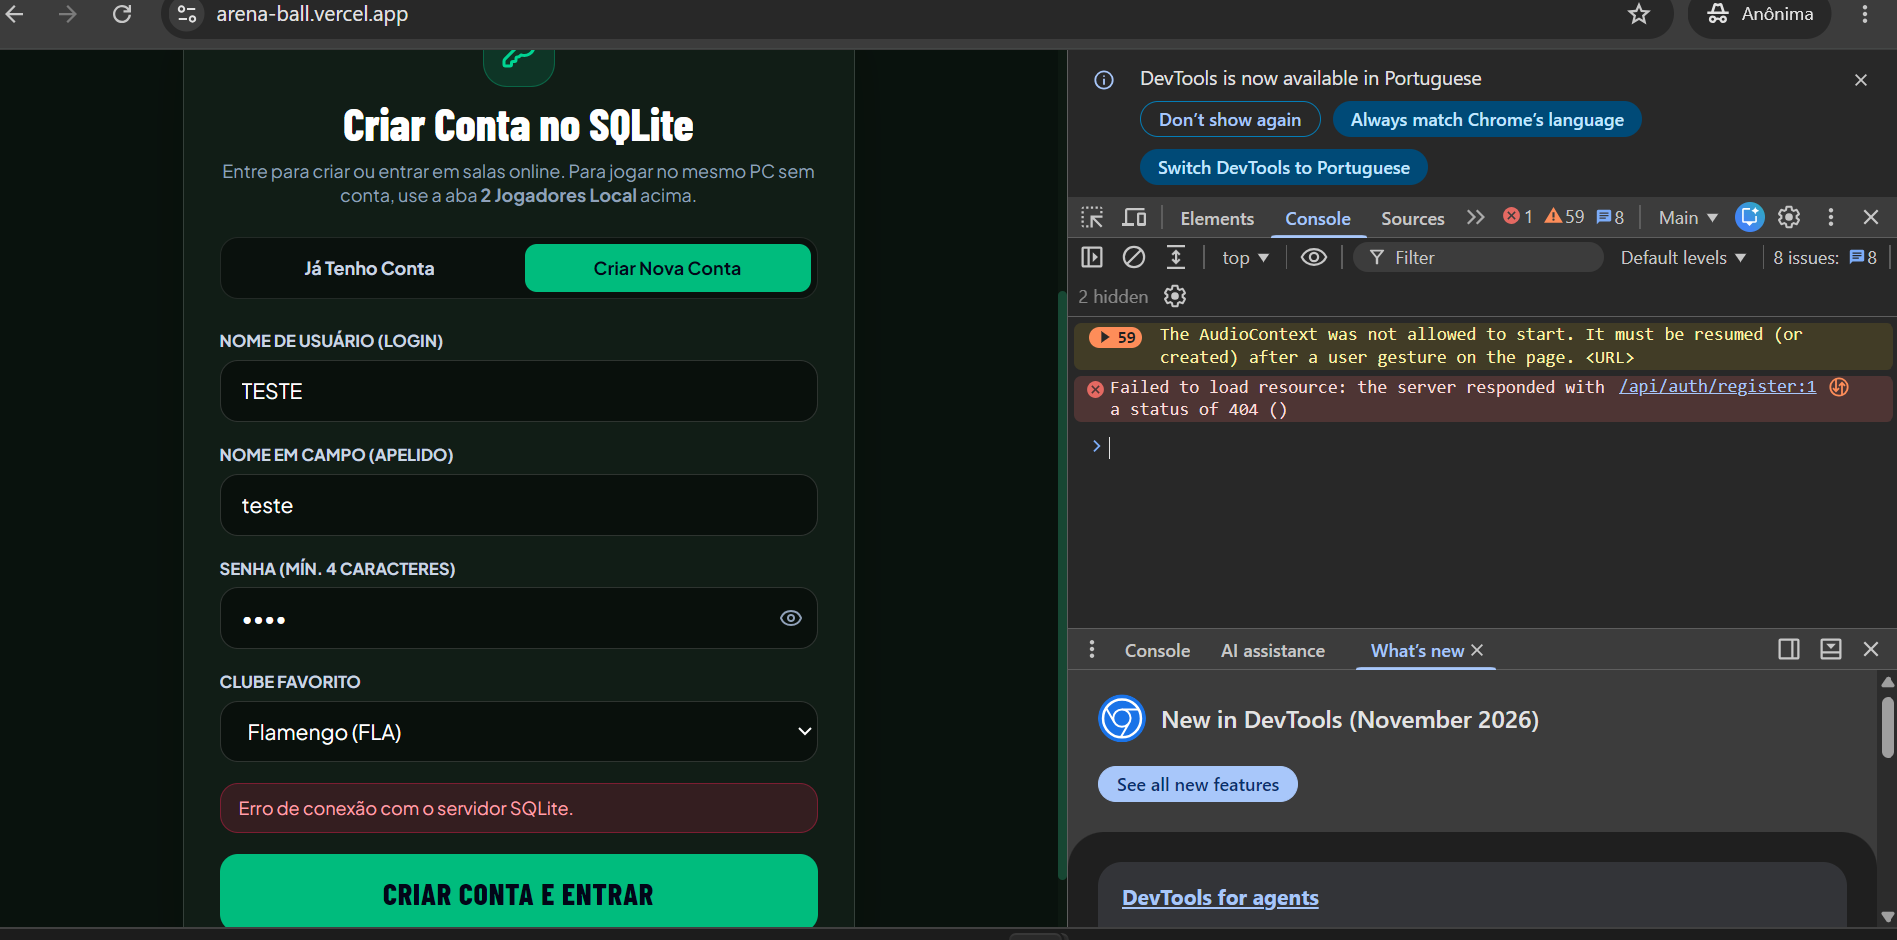 arena-ball.vercel.app
Anônima
Criar Conta no SQLite
Entre para criar ou entrar em salas online. Para jogar no mesmo PC sem
conta, use a aba 2 Jogadores Local acima.
Já Tenho Conta
Criar Nova Conta
NOME DE USUÁRIO (LOGIN)
TESTE
NOME EM CAMPO (APELIDO)
teste
SENHA (MÍN. 4 CARACTERES)
••••
CLUBE FAVORITO
Flamengo (FLA)
Erro de conexão com o servidor SQLite.
CRIAR CONTA E ENTRAR
DevTools is now available in Portuguese
Don't show again
Always match Chrome's language
Switch DevTools to Portuguese
Elements
Console
Sources
1
59
8
Main
top
Filter
Default levels
8 issues:
8
2 hidden
59
The AudioContext was not allowed to start. It must be resumed (or
created) after a user gesture on the page. <URL>
Failed to load resource: the server responded with /api/auth/register:1
a status of 404 ()
Console
AI assistance
What's new
New in DevTools (November 2026)
See all new features
DevTools for agents